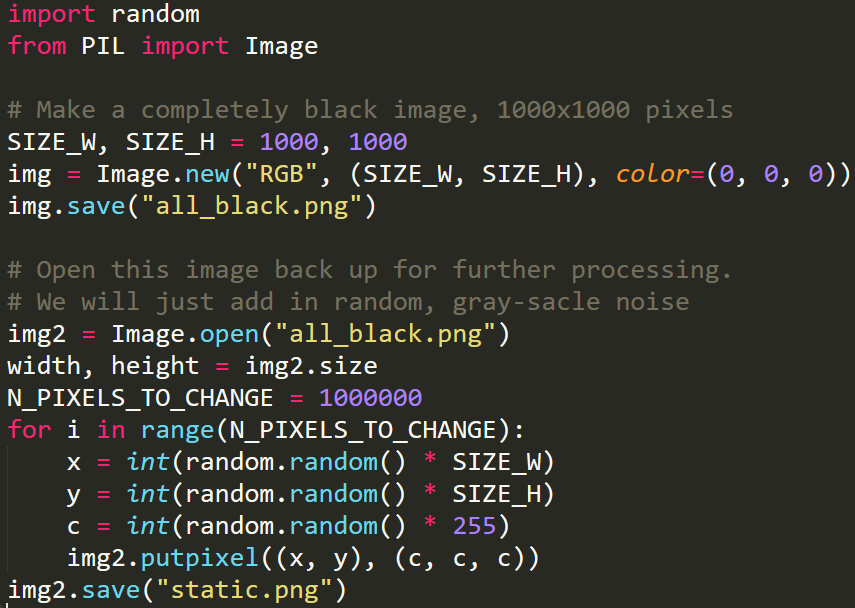 import random
from PIL import Image

# Make a completely black image, 1000x1000 pixels
SIZE_W, SIZE_H = 1000, 1000
img = Image.new("RGB", (SIZE_W, SIZE_H), color=(0, 0, 0))
img.save("all_black.png")

# Open this image back up for further processing.
# We will just add in random, gray-sacle noise
img2 = Image.open("all_black.png")
width, height = img2.size
N_PIXELS_TO_CHANGE = 1000000
for i in range(N_PIXELS_TO_CHANGE):
    x = int(random.random() * SIZE_W)
    y = int(random.random() * SIZE_H)
    c = int(random.random() * 255)
    img2.putpixel((x, y), (c, c, c))
img2.save("static.png")